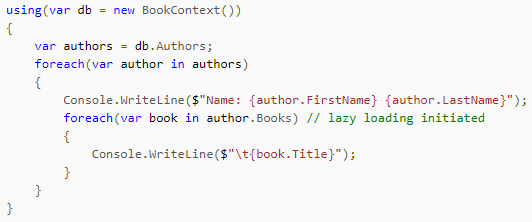 using(var db = new BookContext())
{
    var authors = db.Authors;
    foreach(var author in authors)
    {
        Console.WriteLine($"Name: {author.FirstName} {author.LastName}");
        foreach(var book in author.Books) // lazy loading initiated
        {
            Console.WriteLine($"\t{book.Title}");
        }
    }
}